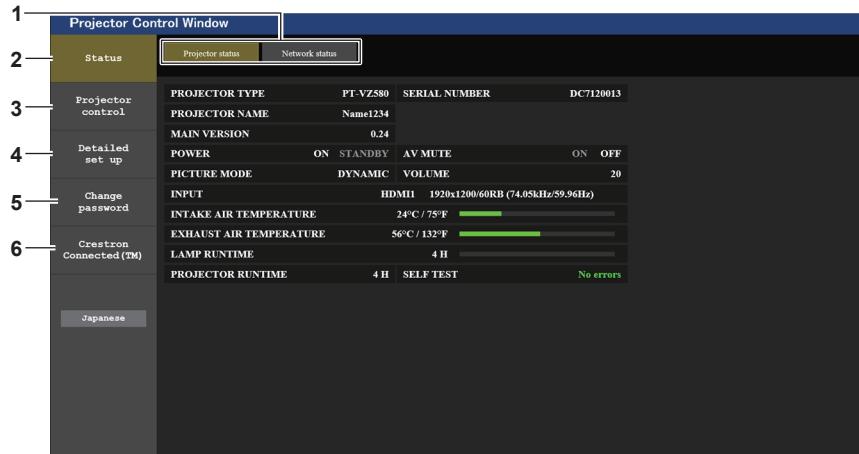 1
Projector Control Window
2
Status
Projector status Network status
3
Projector
control
4
Detailed
set up
5
Change
password
6
Crestron
Connected(TM)
Japanese
PROJECTOR TYPE PT-VZ580 SERIAL NUMBER DC7120013
PROJECTOR NAME Name1234
MAIN VERSION 0.24
POWER ON STANDBY AV MUTE ON OFF
PICTURE MODE DYNAMIC VOLUME 20
INPUT HDMI1 1920x1200/60RB (74.05kHz/59.96Hz)
INTAKE AIR TEMPERATURE 24°C / 75°F
EXHAUST AIR TEMPERATURE 56°C / 132°F
LAMP RUNTIME 4 H
PROJECTOR RUNTIME 4 H SELF TEST No errors